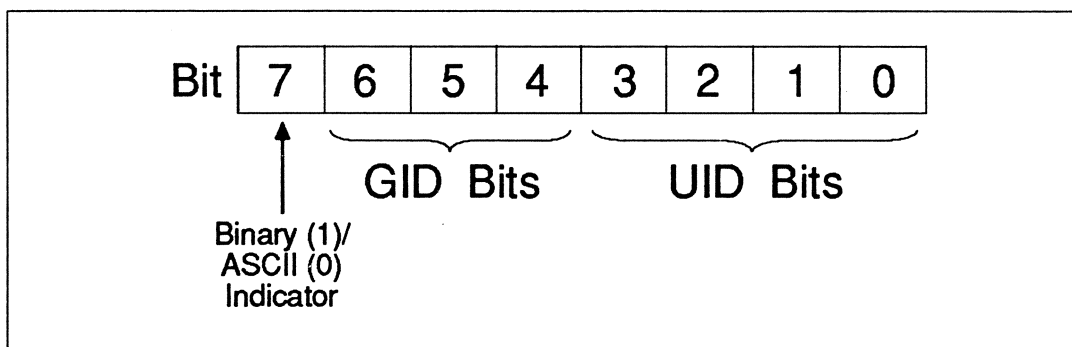 Bit 7 6 5 4 3 2 1 0
GID Bits UID Bits
Binary (1)/
ASCII (0)
Indicator